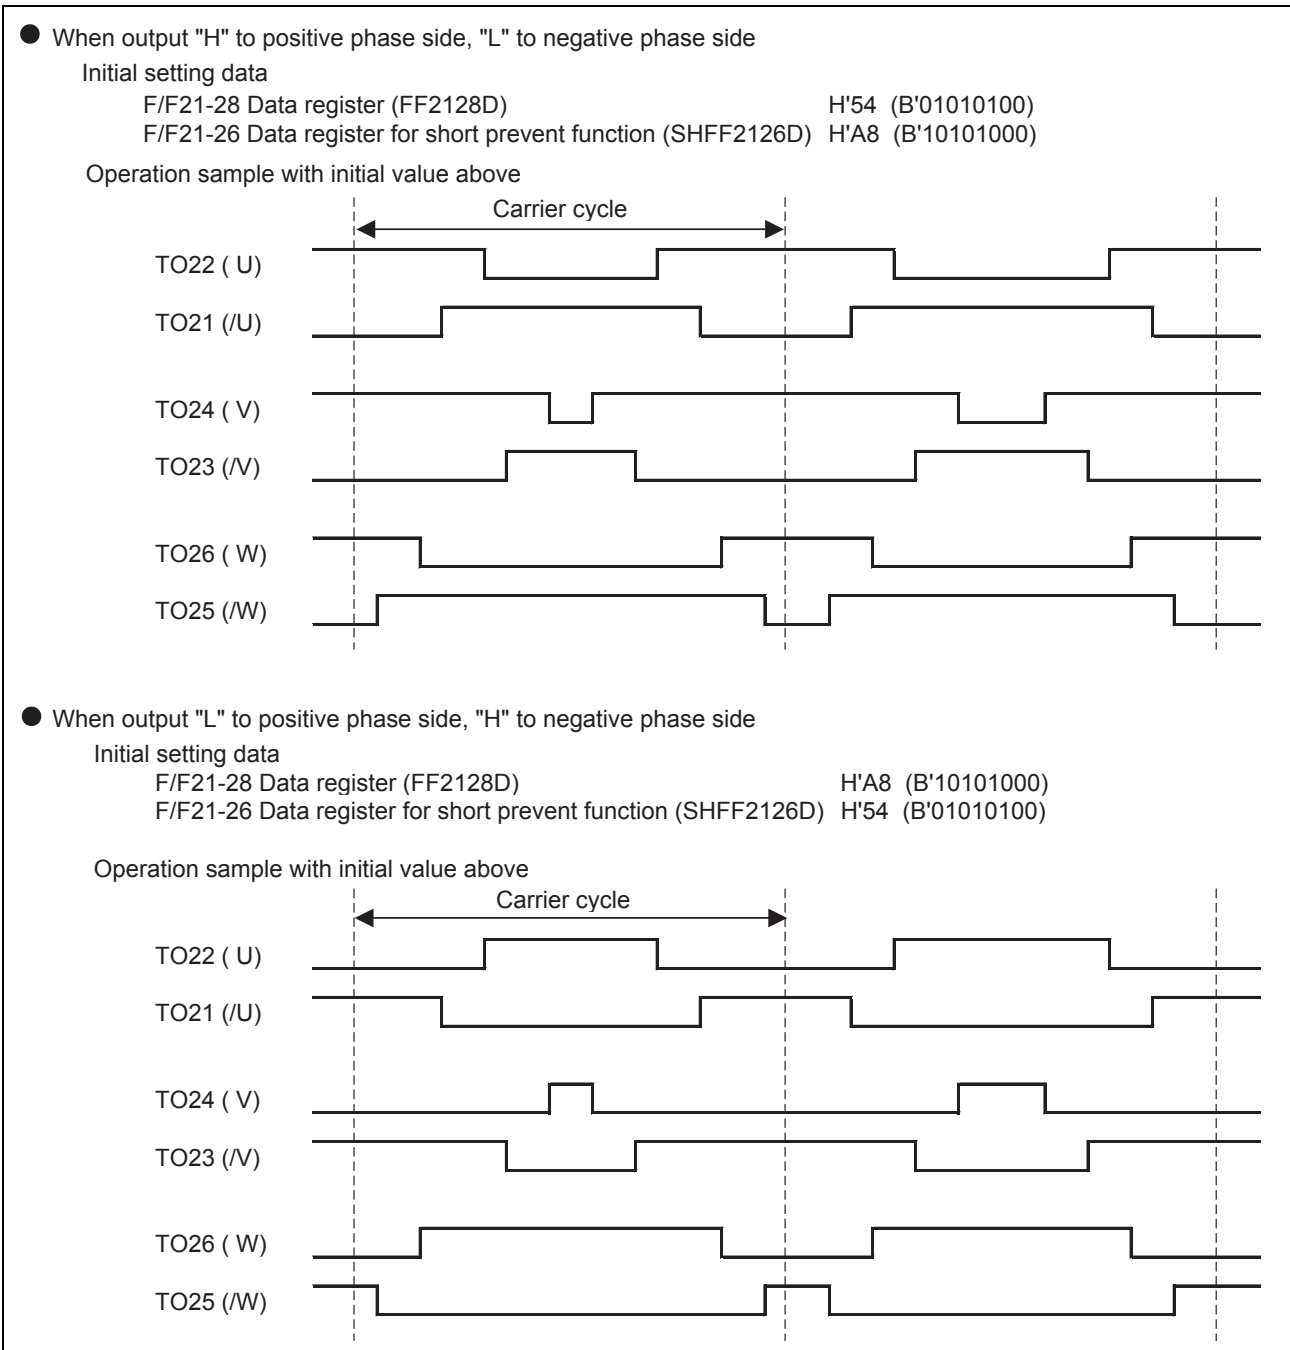 ● When output "H" to positive phase side, "L" to negative phase side
Initial setting data
F/F21-28 Data register (FF2128D) H'54 (B'01010100)
F/F21-26 Data register for short prevent function (SHFF2126D) H'A8 (B'10101000)
Operation sample with initial value above
Carrier cycle
TO22 ( U)
TO21 (/U)
TO24 ( V)
TO23 (/V)
TO26 ( W)
TO25 (/W)
● When output "L" to positive phase side, "H" to negative phase side
Initial setting data
F/F21-28 Data register (FF2128D) H'A8 (B'10101000)
F/F21-26 Data register for short prevent function (SHFF2126D) H'54 (B'01010100)
Operation sample with initial value above
Carrier cycle
TO22 ( U)
TO21 (/U)
TO24 ( V)
TO23 (/V)
TO26 ( W)
TO25 (/W)